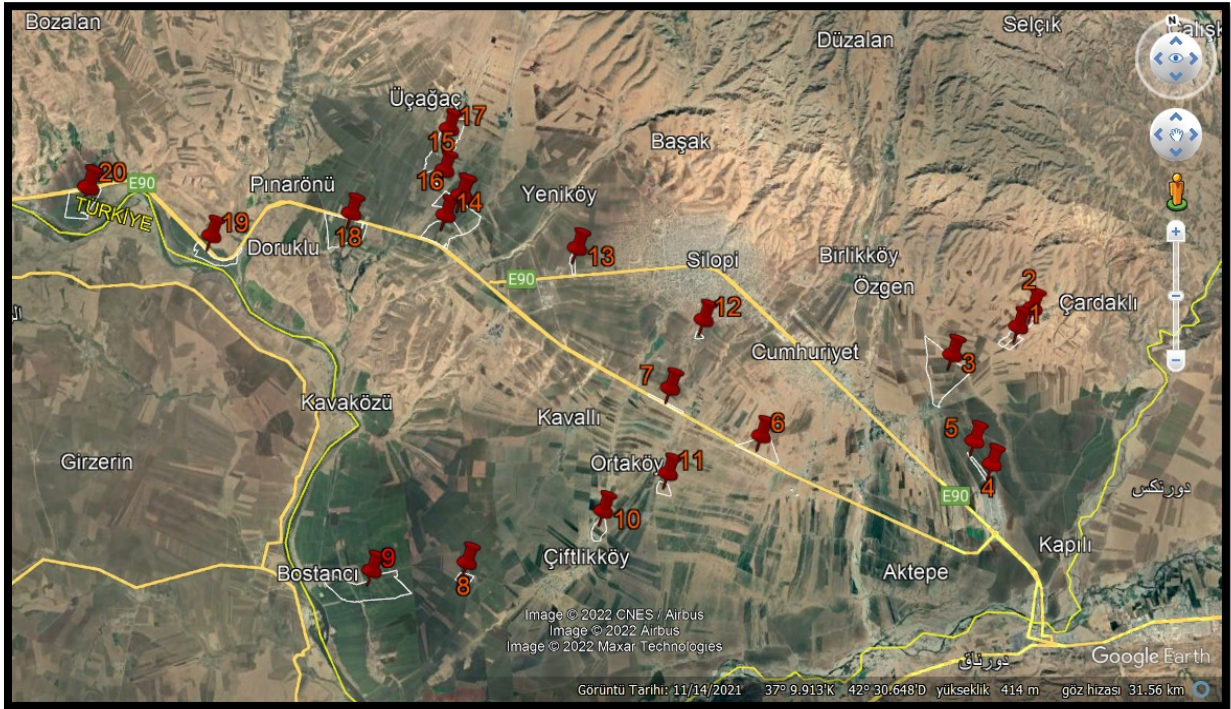 Bozalan
Selçık
N
Düzalan
Üçağaç
17
15
Başak
16
20
E90
Pınarönü
14
Yeniköy
TÜRKİYE
19
18
Doruklu
13
Silopi
Birlikköy
E90
Özgen
2
Çardaklı
12
1
Cumhuriyet
3
7
Kavaközü
Kavallı
6
5
Girzerin
Ortaköy
11
4
E90
دورنكس
10
Kapılı
Çiftlikköy
9
Bostancı
8
Aktepe
Image © 2022 CNES / Airbus
Image © 2022 Airbus
Image © 2022 Maxar Technologies
دورناق
Google Earth
Görüntü Tarihi: 11/14/2021 37° 9.913'K 42° 30.648'D yükseklik 414 m göz hizası 31.56 km